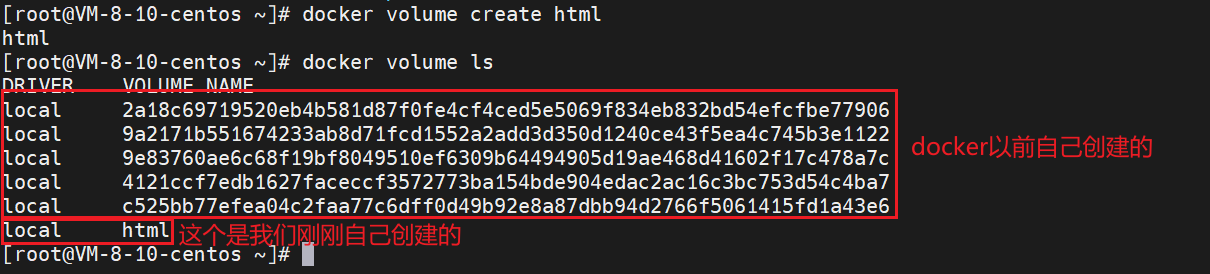 [root@VM-8-10-centos ~]# docker volume create html
html
[root@VM-8-10-centos ~]# docker volume ls
DRIVER    VOLUME NAME
local     2a18c69719520eb4b581d87f0fe4cf4ced5e5069f834eb832bd54efcfbe77906
local     9a2171b551674233ab8d71fcd1552a2add3d350d1240ce43f5ea4c745b3e1122
local     9e83760ae6c68f19bf8049510ef6309b64494905d19ae468d41602f17c478a7c
docker以前自己创建的
local     4121ccf7edb1627faceccf3572773ba154bde904edac2ac16c3bc753d54c4ba7
local     c525bb77efea04c2faa77c6dff0d49b92e8a87dbb94d2766f5061415fd1a43e6
local     html 这个是我们刚刚自己创建的
[root@VM-8-10-centos ~]#